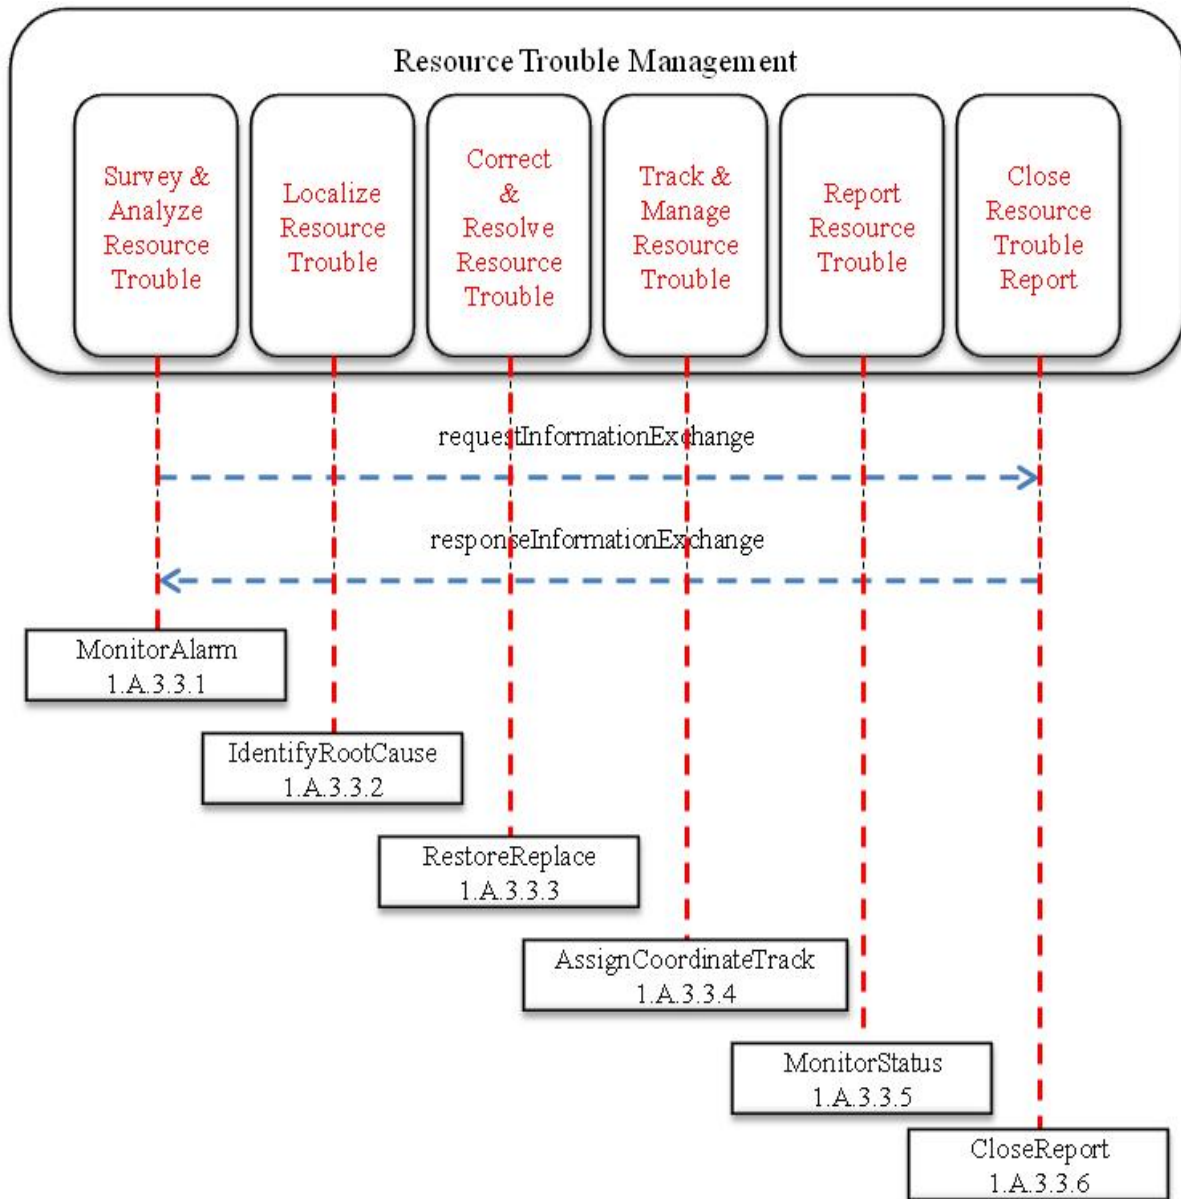 Resource Trouble Management
Survey &
Analyze
Resource
Trouble
Localize
Resource
Trouble
Correct
&
Resolve
Resource
Trouble
Track &
Manage
Resource
Trouble
Report
Resource
Trouble
Close
Resource
Trouble
Report
requestInformationExchange
responseInformationExchange
MonitorAlarm
1.A.3.3.1
IdentifyRootCause
1.A.3.3.2
RestoreReplace
1.A.3.3.3
AssignCoordinateTrack
1.A.3.3.4
MonitorStatus
1.A.3.3.5
CloseReport
1.A.3.3.6